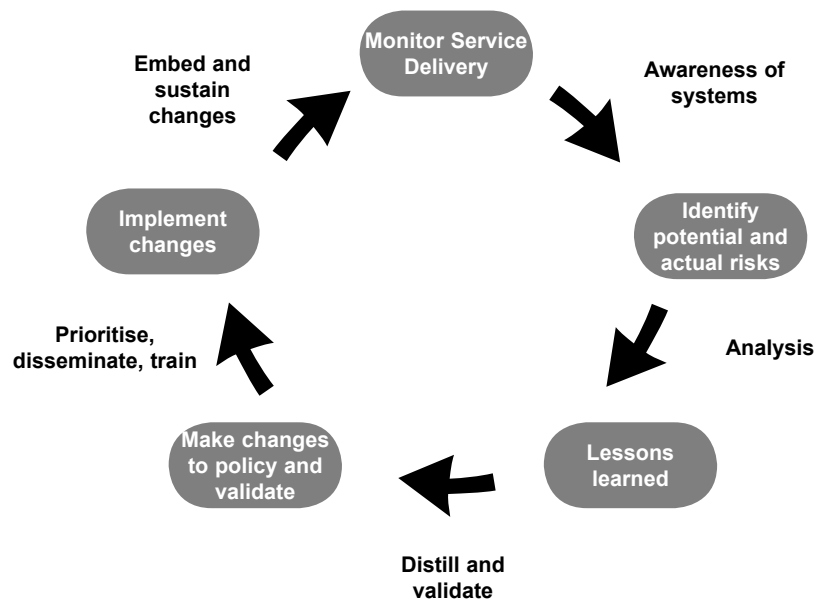 Monitor Service
Delivery
Awareness of
systems
Identify
potential and
actual risks
Analysis
Lessons
learned
Distill and
validate
Make changes
to policy and
validate
Prioritise,
disseminate, train
Implement
changes
Embed and
sustain
changes